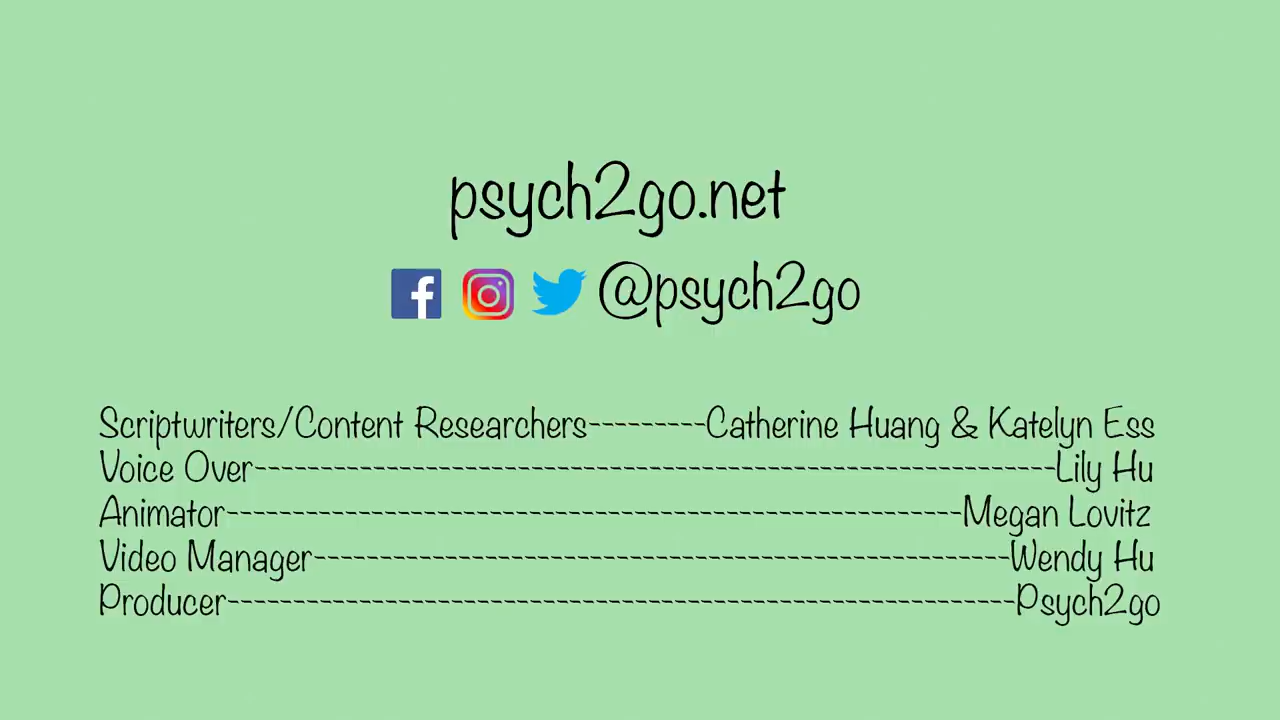 psych2go.net
@psych2go
Scriptwriters/Content Researchers---------Catherine Huang & Katelyn Ess
Voice Over-------------------------------------------------------------Lily Hu
Animator--------------------------------------------------------Megan Lovitz
Video Manager-----------------------------------------------------Wendy Hu
Producer------------------------------------------------------------Psych2go